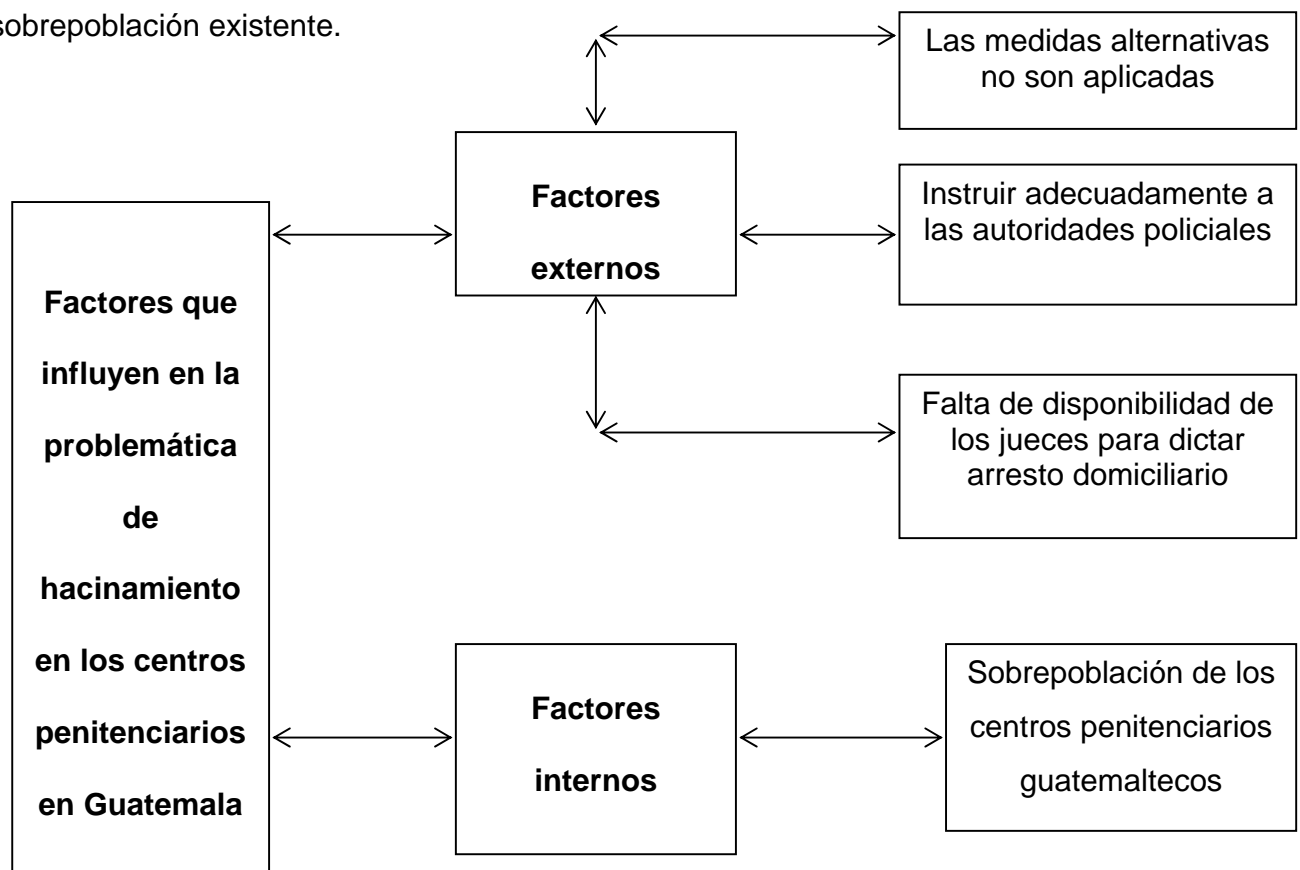 sobrepoblación existente.
Las medidas alternativas
no son aplicadas
Factores
externos
Instruir adecuadamente a
las autoridades policiales
Falta de disponibilidad de
los jueces para dictar
arresto domiciliario
Factores que
influyen en la
problemática
de
hacinamiento
en los centros
penitenciarios
en Guatemala
Factores
internos
Sobrepoblación de los
centros penitenciarios
guatemaltecos